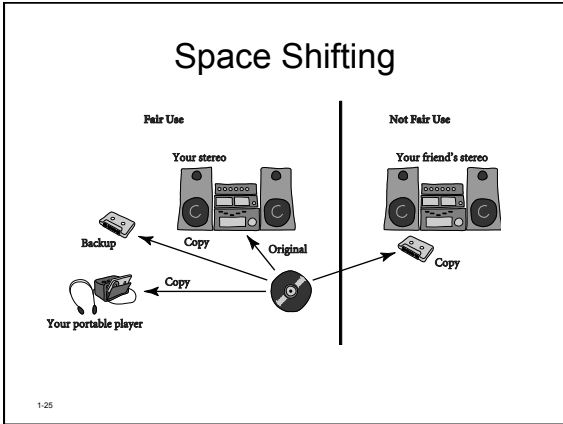 Space Shifting
Fair Use
Not Fair Use
Your stereo
Your friend's stereo
Backup
Copy
Original
Copy
Copy
Your portable player
1-25